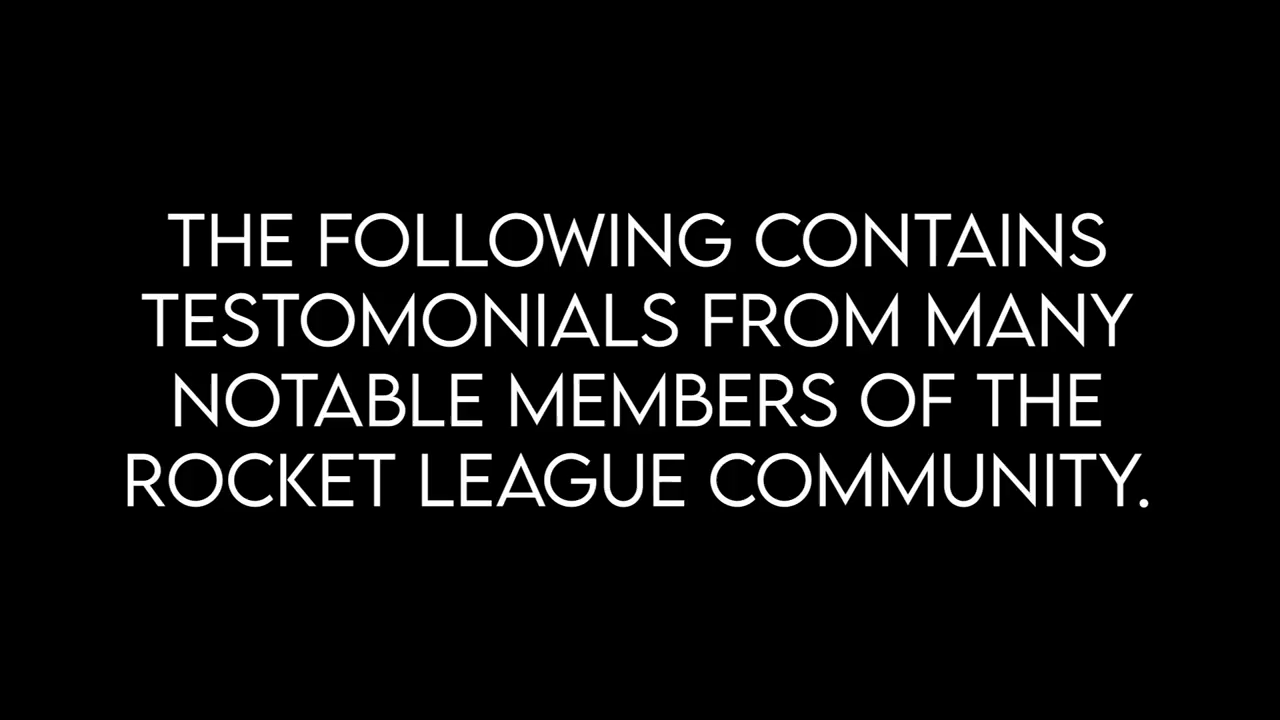 THE FOLLOWING CONTAINS
TESTOMONIALS FROM MANY
NOTABLE MEMBERS OF THE
ROCKET LEAGUE COMMUNITY.